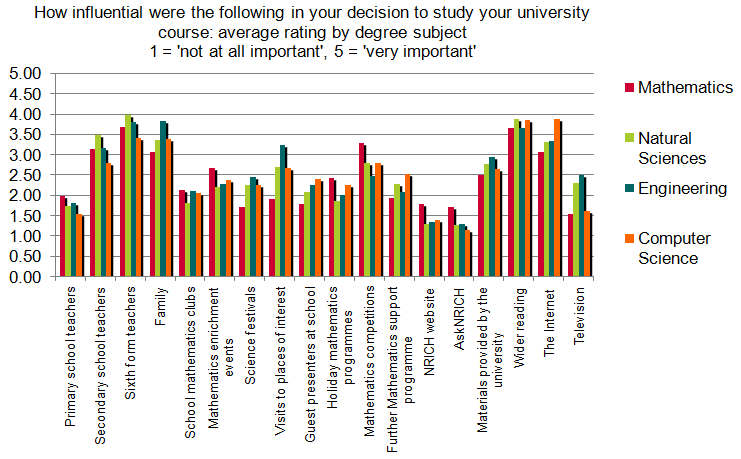 How influential were the following in your decision to study your university
course: average rating by degree subject
1 = 'not at all important', 5 = 'very important'
5.00
4.50
4.00
3.50
3.00
2.50
2.00
1.50
1.00
0.50
0.00
Mathematics
Natural
Sciences
Engineering
Computer
Science
Primary school teachers
Secondary school teachers
Sixth form teachers
Family
School mathematics clubs
Mathematics enrichment
events
Science festivals
Visits to places of interest
Guest presenters at school
Holiday mathematics
programmes
Mathematics competitions
Further Mathematics support
programme
NRICH website
AskNRICH
Materials provided by the
university
Wider reading
The Internet
Television